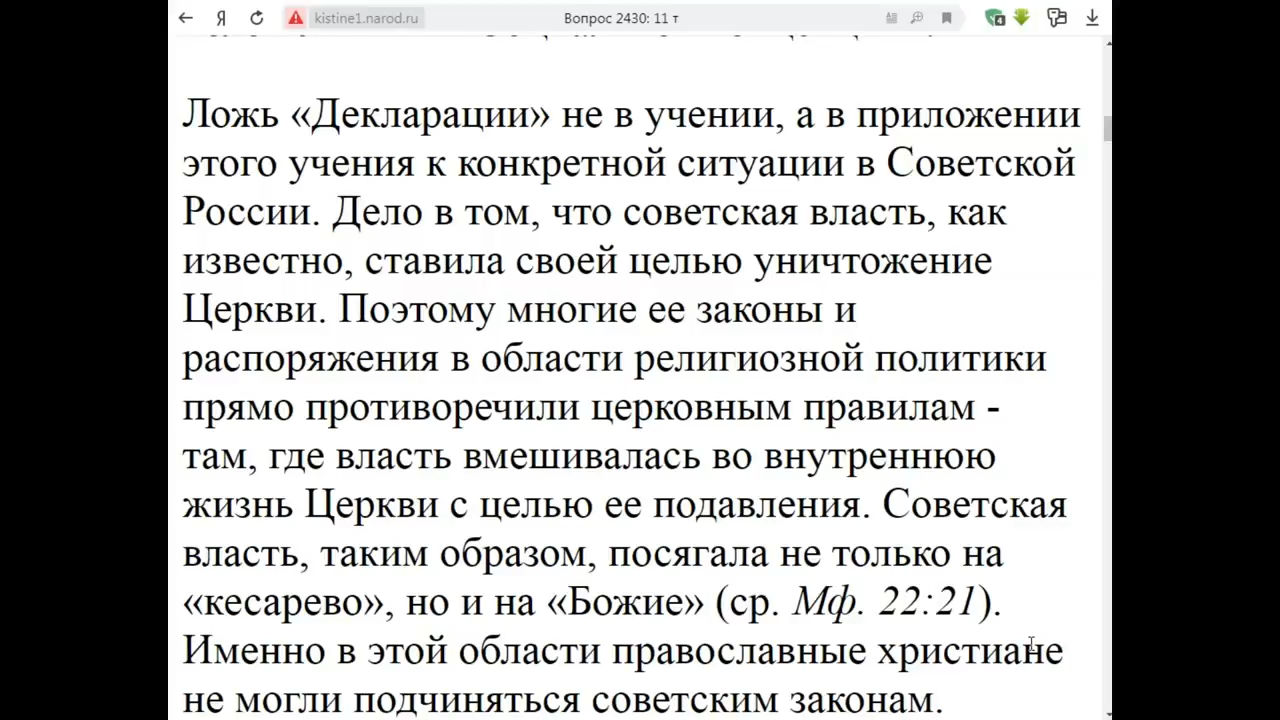 Я
kistine1.narod.ru
Вопрос 2430: 11 т
4
Ложь «Декларации» не в учении, а в приложении
этого учения к конкретной ситуации в Советской
России. Дело в том, что советская власть, как
известно, ставила своей целью уничтожение
Церкви. Поэтому многие ее законы и
распоряжения в области религиозной политики
прямо противоречили церковным правилам -
там, где власть вмешивалась во внутреннюю
жизнь Церкви с целью ее подавления. Советская
власть, таким образом, посягала не только на
«кесарево», но и на «Божие» (ср. Мф. 22:21).
Именно в этой области православные христиане
не могли подчиняться советским законам.